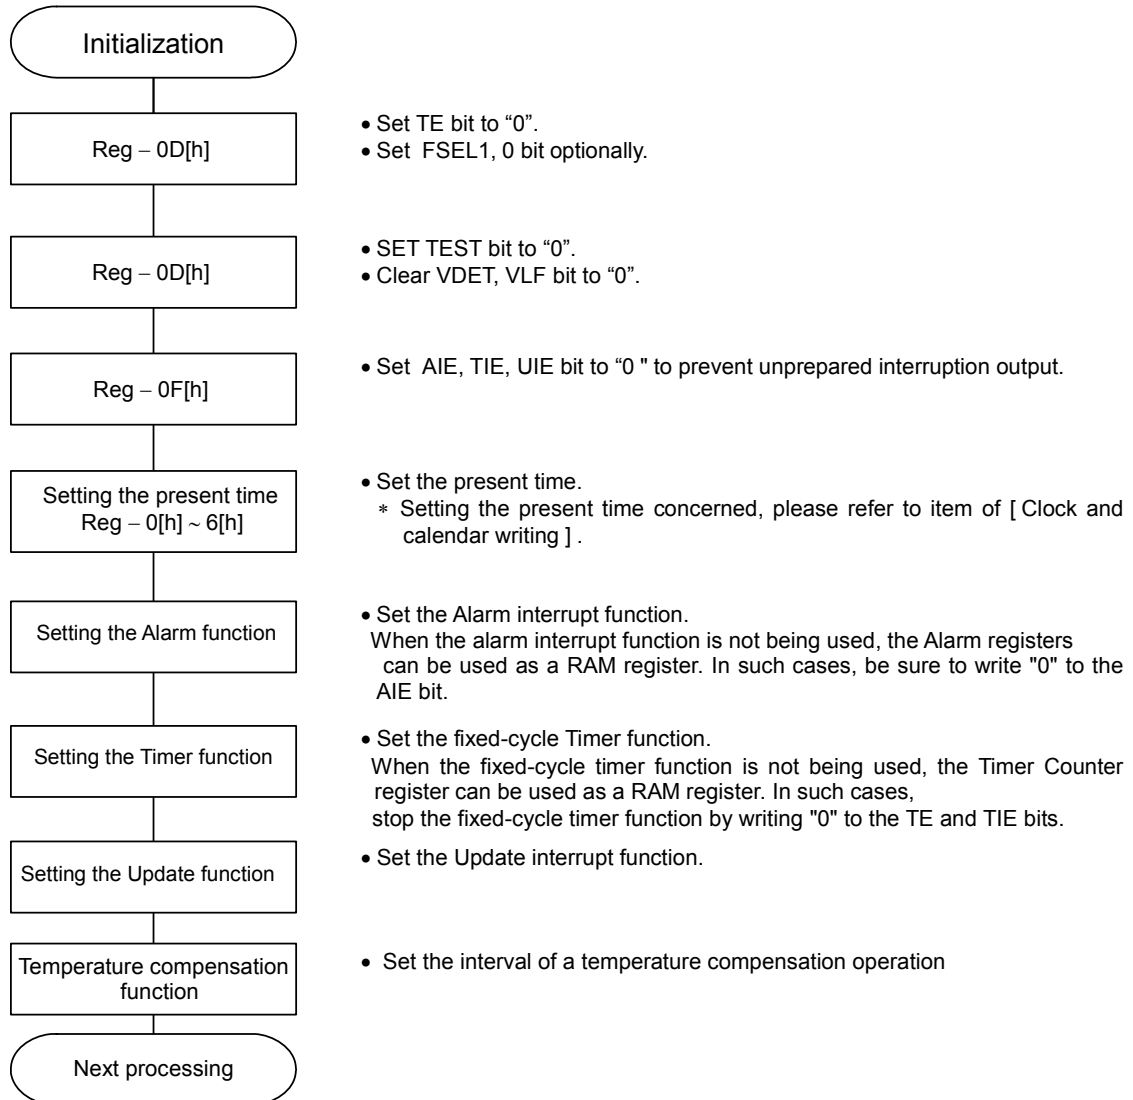 Initialization
Reg – 0D[h]
• Set TE bit to “0”.
• Set FSEL1, 0 bit optionally.
Reg – 0D[h]
• SET TEST bit to “0”.
• Clear VDET, VLF bit to “0”.
Reg – 0F[h]
• Set AIE, TIE, UIE bit to “0 " to prevent unprepared interruption output.
Setting the present time
Reg – 0[h] ~ 6[h]
• Set the present time.
* Setting the present time concerned, please refer to item of [ Clock and
calendar writing ] .
Setting the Alarm function
• Set the Alarm interrupt function.
When the alarm interrupt function is not being used, the Alarm registers
can be used as a RAM register. In such cases, be sure to write "0" to the
AIE bit.
Setting the Timer function
• Set the fixed-cycle Timer function.
When the fixed-cycle timer function is not being used, the Timer Counter
register can be used as a RAM register. In such cases,
stop the fixed-cycle timer function by writing "0" to the TE and TIE bits.
Setting the Update function
• Set the Update interrupt function.
Temperature compensation
function
• Set the interval of a temperature compensation operation
Next processing